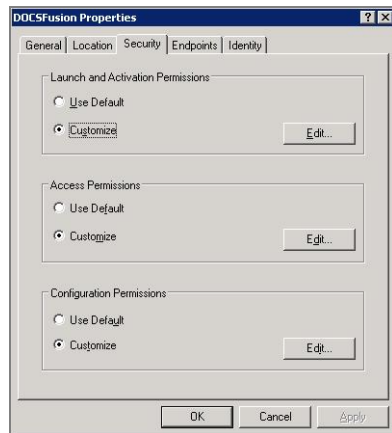 DOCSFusion Properties
General Location Security Endpoints Identity
Launch and Activation Permissions
Use Default
Customize
Edit...
Access Permissions
Use Default
Customize
Edit...
Configuration Permissions
Use Default
Customize
Edit...
OK Cancel Apply